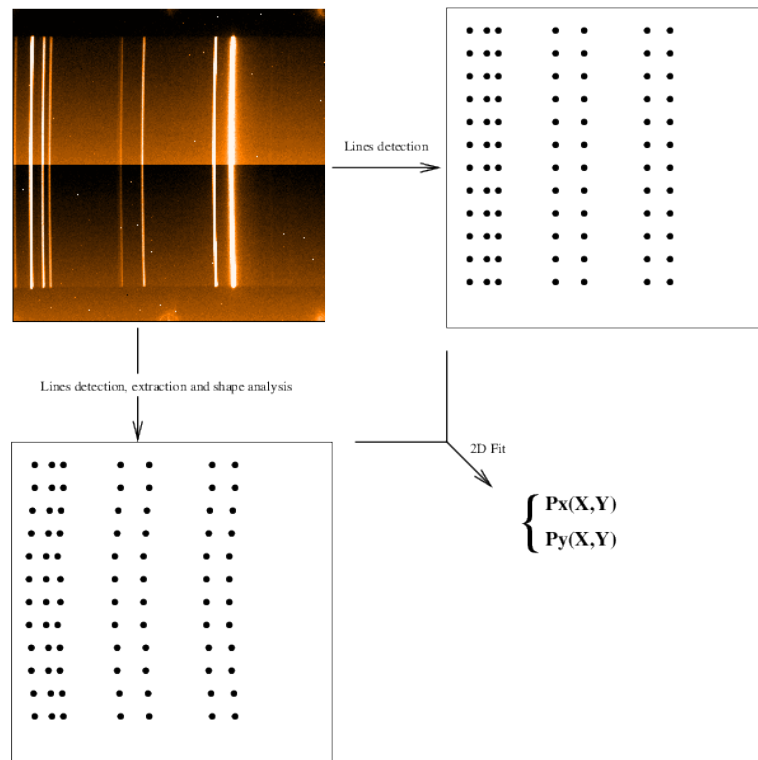 Lines detection
Lines detection, extraction and shape analysis
2D Fit
Px(X,Y)
Py(X,Y)